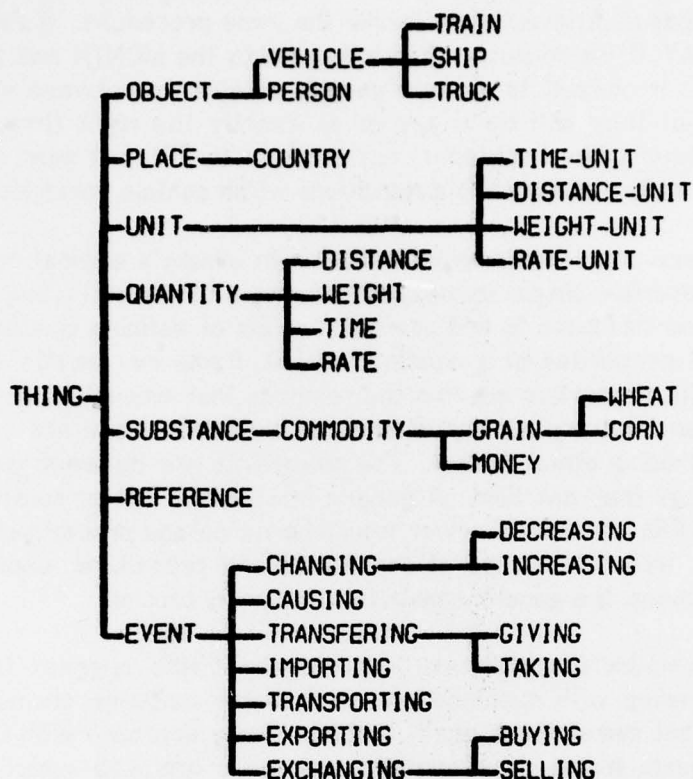 TRAIN
VEHICLE SHIP
OBJECT PERSON TRUCK
PLACE COUNTRY TIME-UNIT
DISTANCE-UNIT
UNIT WEIGHT-UNIT
DISTANCE RATE-UNIT
QUANTITY WEIGHT
TIME
RATE
THING WHEAT
SUBSTANCE COMMODITY GRAIN CORN
MONEY
REFERENCE
DECREASING
CHANGING INCREASING
CAUSING
EVENT TRANSFERING GIVING
IMPORTING TAKING
TRANSPORTING
EXPORTING BUYING
EXCHANGING SELLING